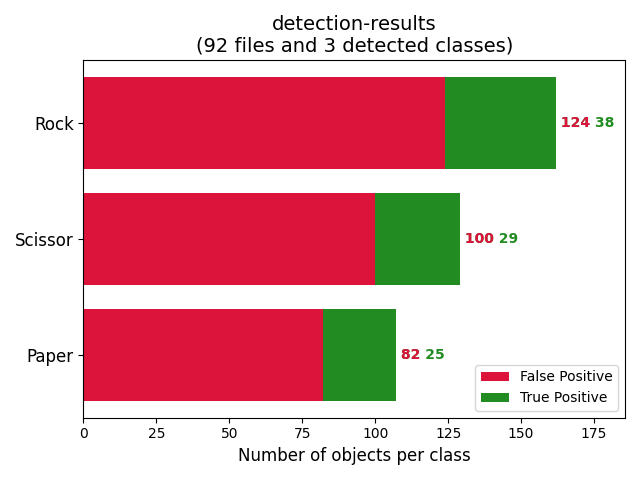 detection-results
(92 files and 3 detected classes)
Rock
124 38
Scissor
100 29
Paper
82 25
False Positive
True Positive
0 25 50 75 100 125 150 175
Number of objects per class